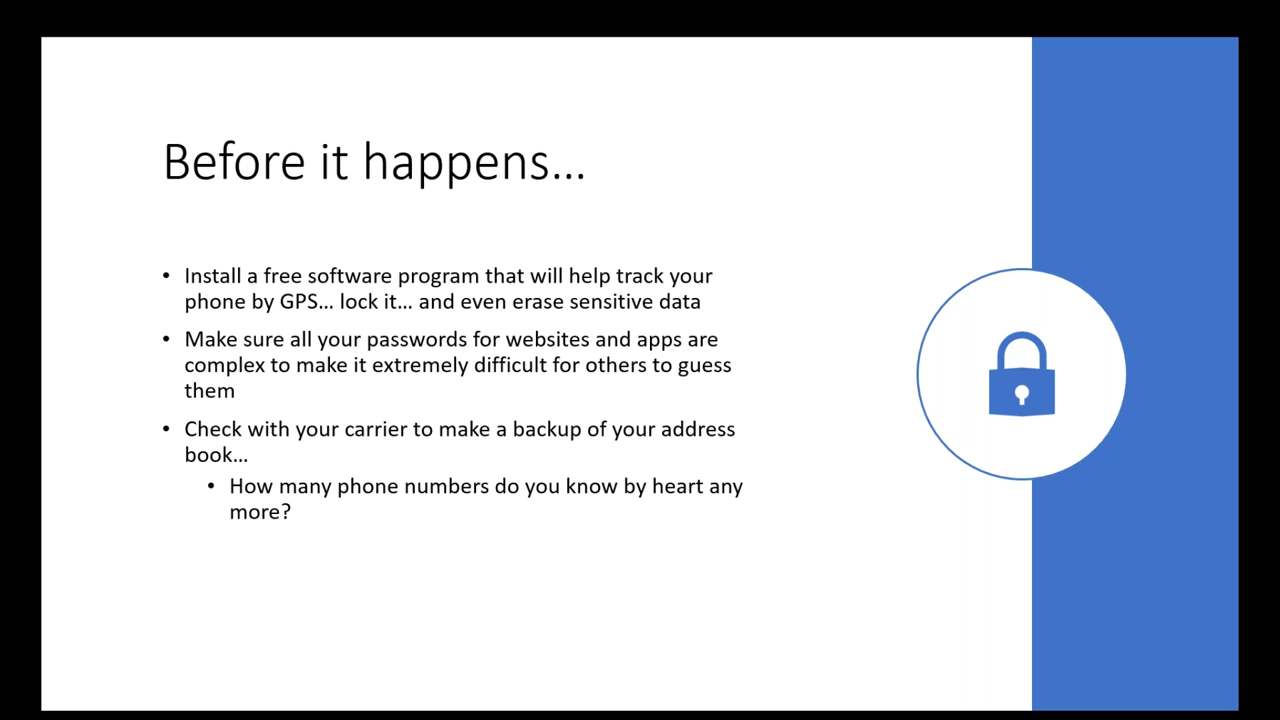 Before it happens...
• Install a free software program that will help track your
phone by GPS... lock it... and even erase sensitive data
• Make sure all your passwords for websites and apps are
complex to make it extremely difficult for others to guess
them
• Check with your carrier to make a backup of your address
book...
• How many phone numbers do you know by heart any
more?